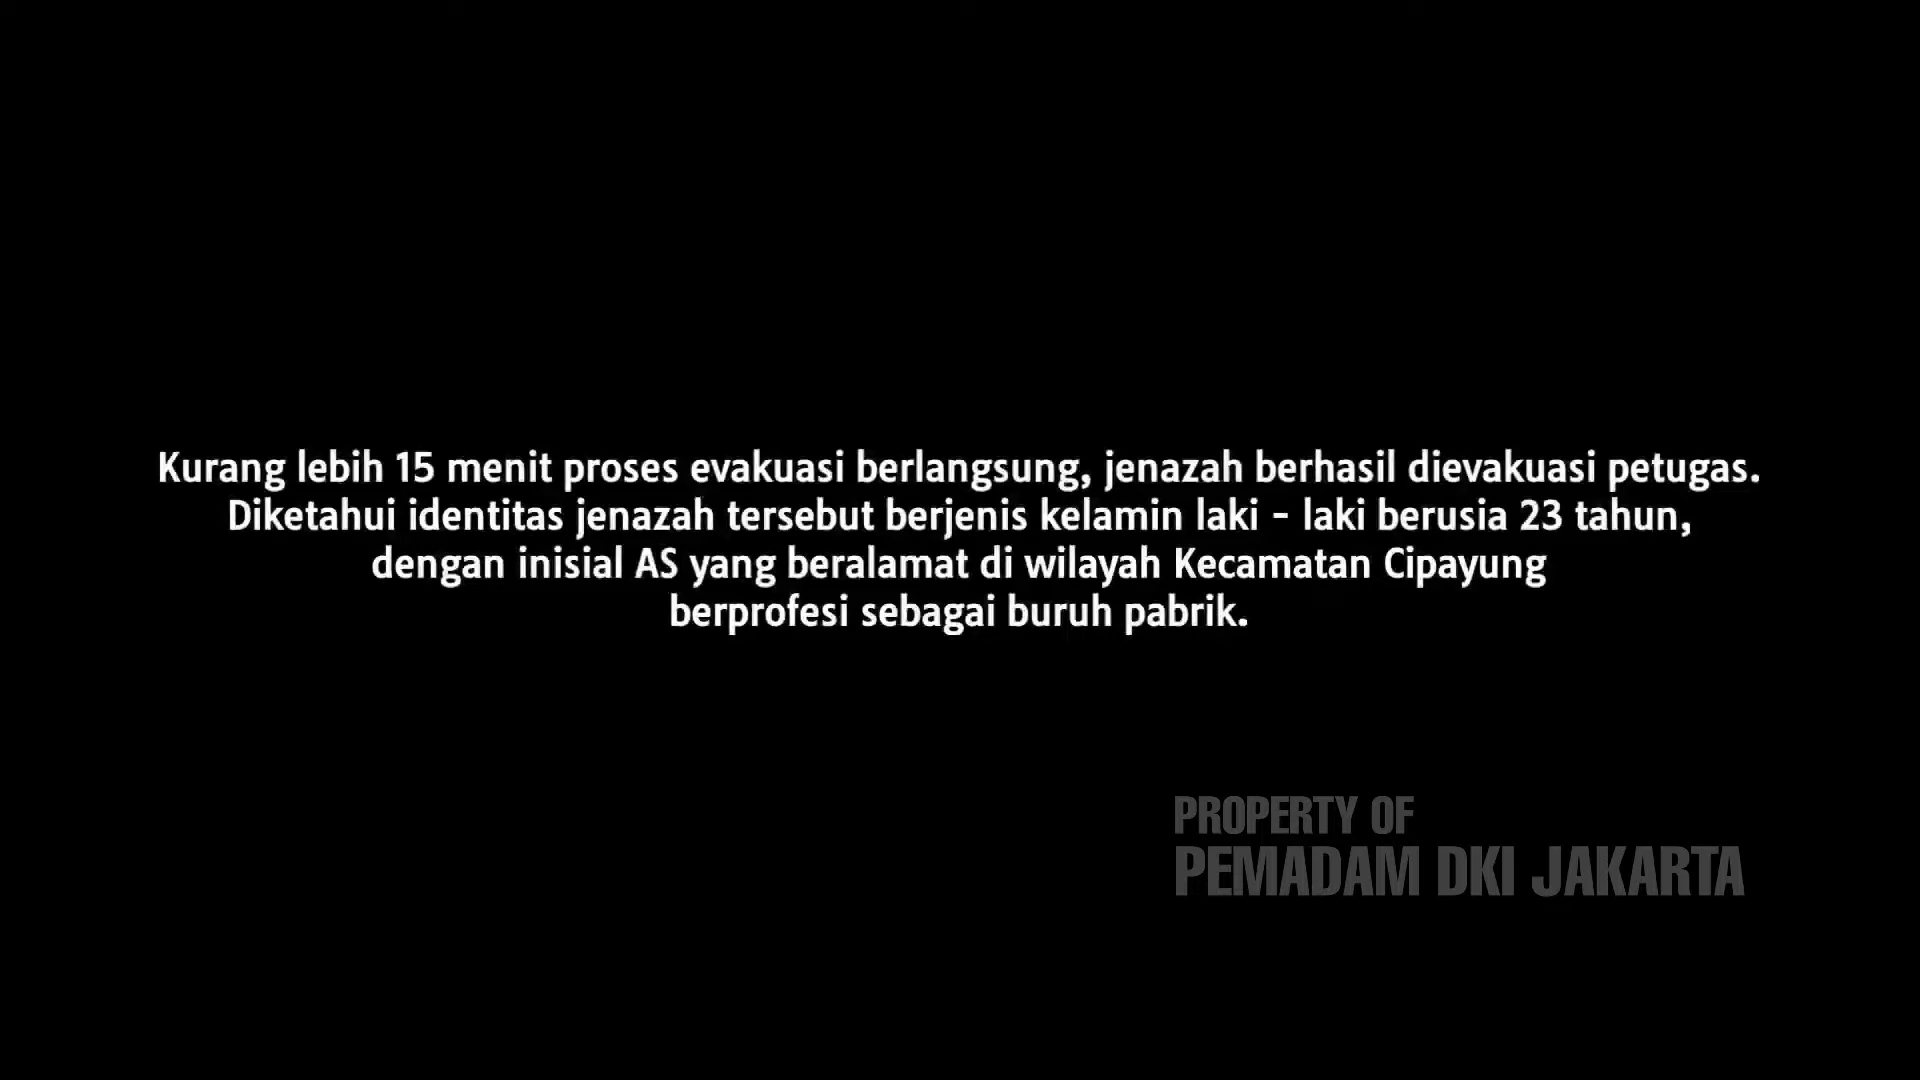 Kurang lebih 15 menit proses evakuasi berlangsung, jenazah berhasil dievakuasi petugas.
Diketahui identitas jenazah tersebut berjenis kelamin laki - laki berusia 23 tahun,
dengan inisial AS yang beralamat di wilayah Kecamatan Cipayung
berprofesi sebagai buruh pabrik.
PROPERTY OF
PEMADAM DKI JAKARTA